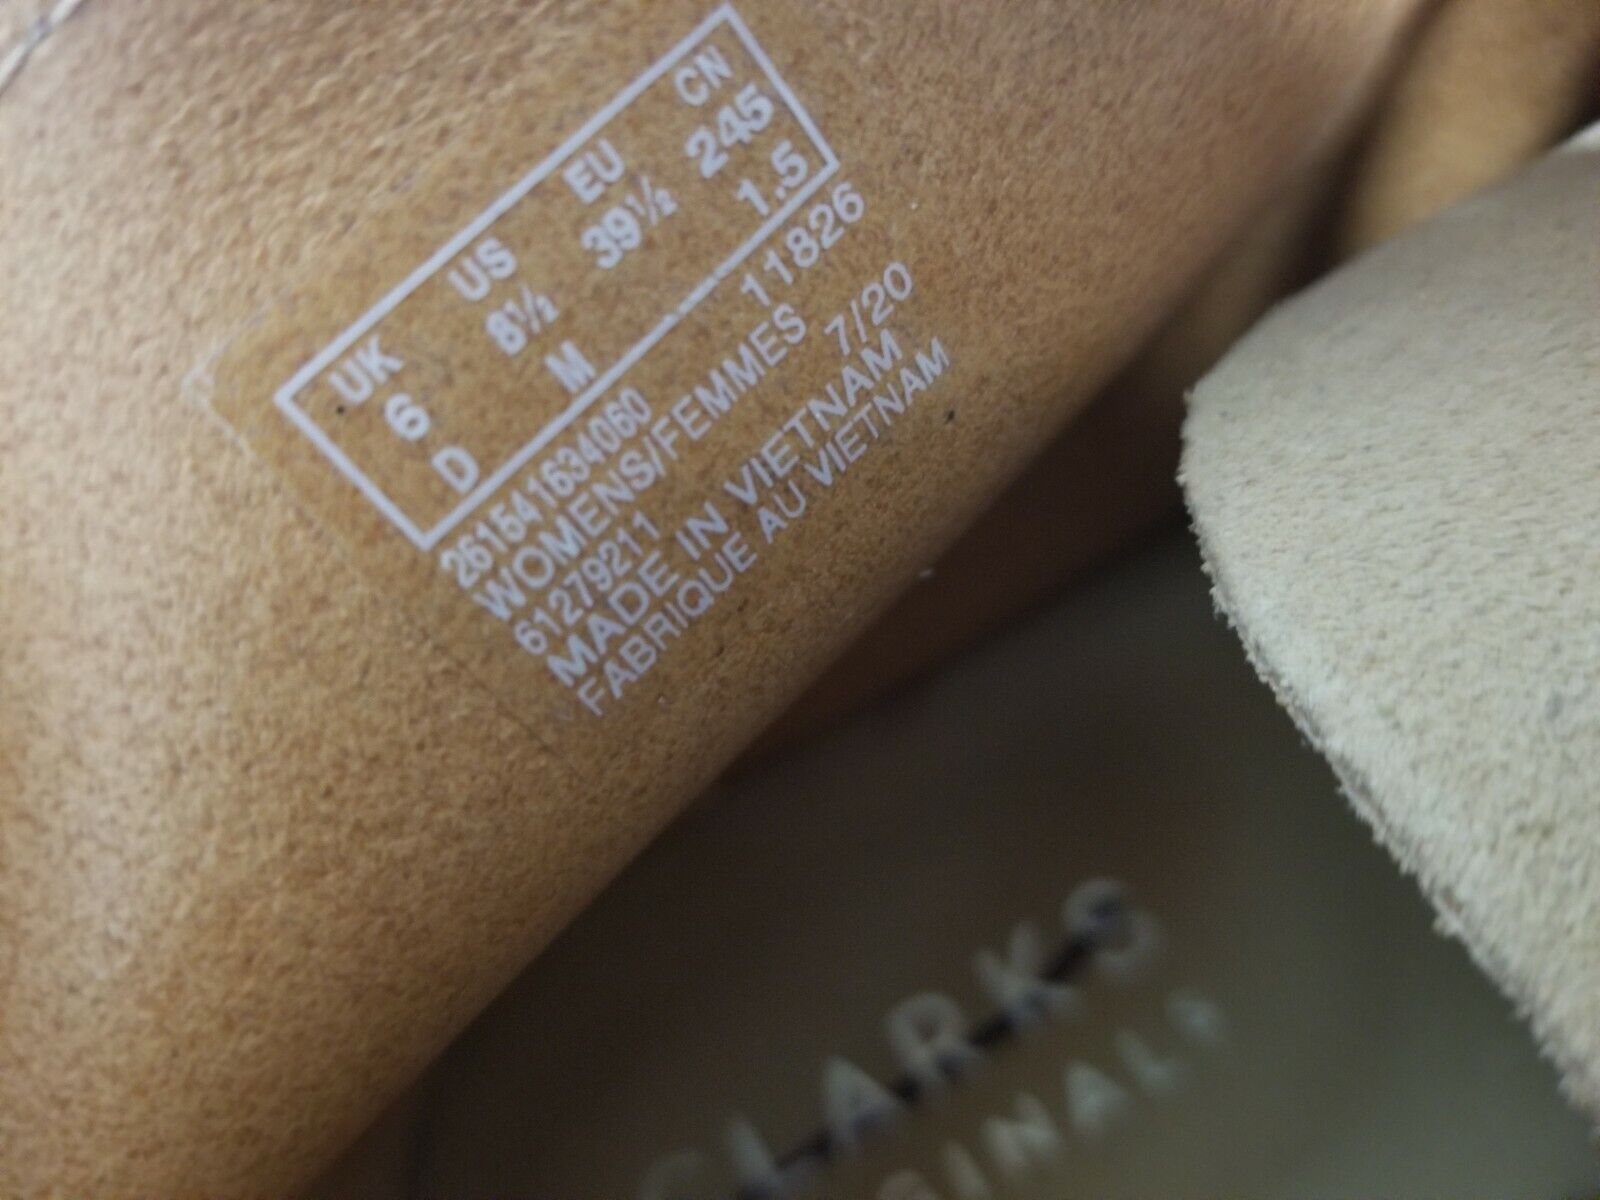 UK US EU CN
6 8½ 39½ 245
D M 1.5
261541634060 11826
WOMENS/FEMMES
61279211 7/20
MADE IN VIETNAM
FABRIQUE AU VIETNAM
CLARKS